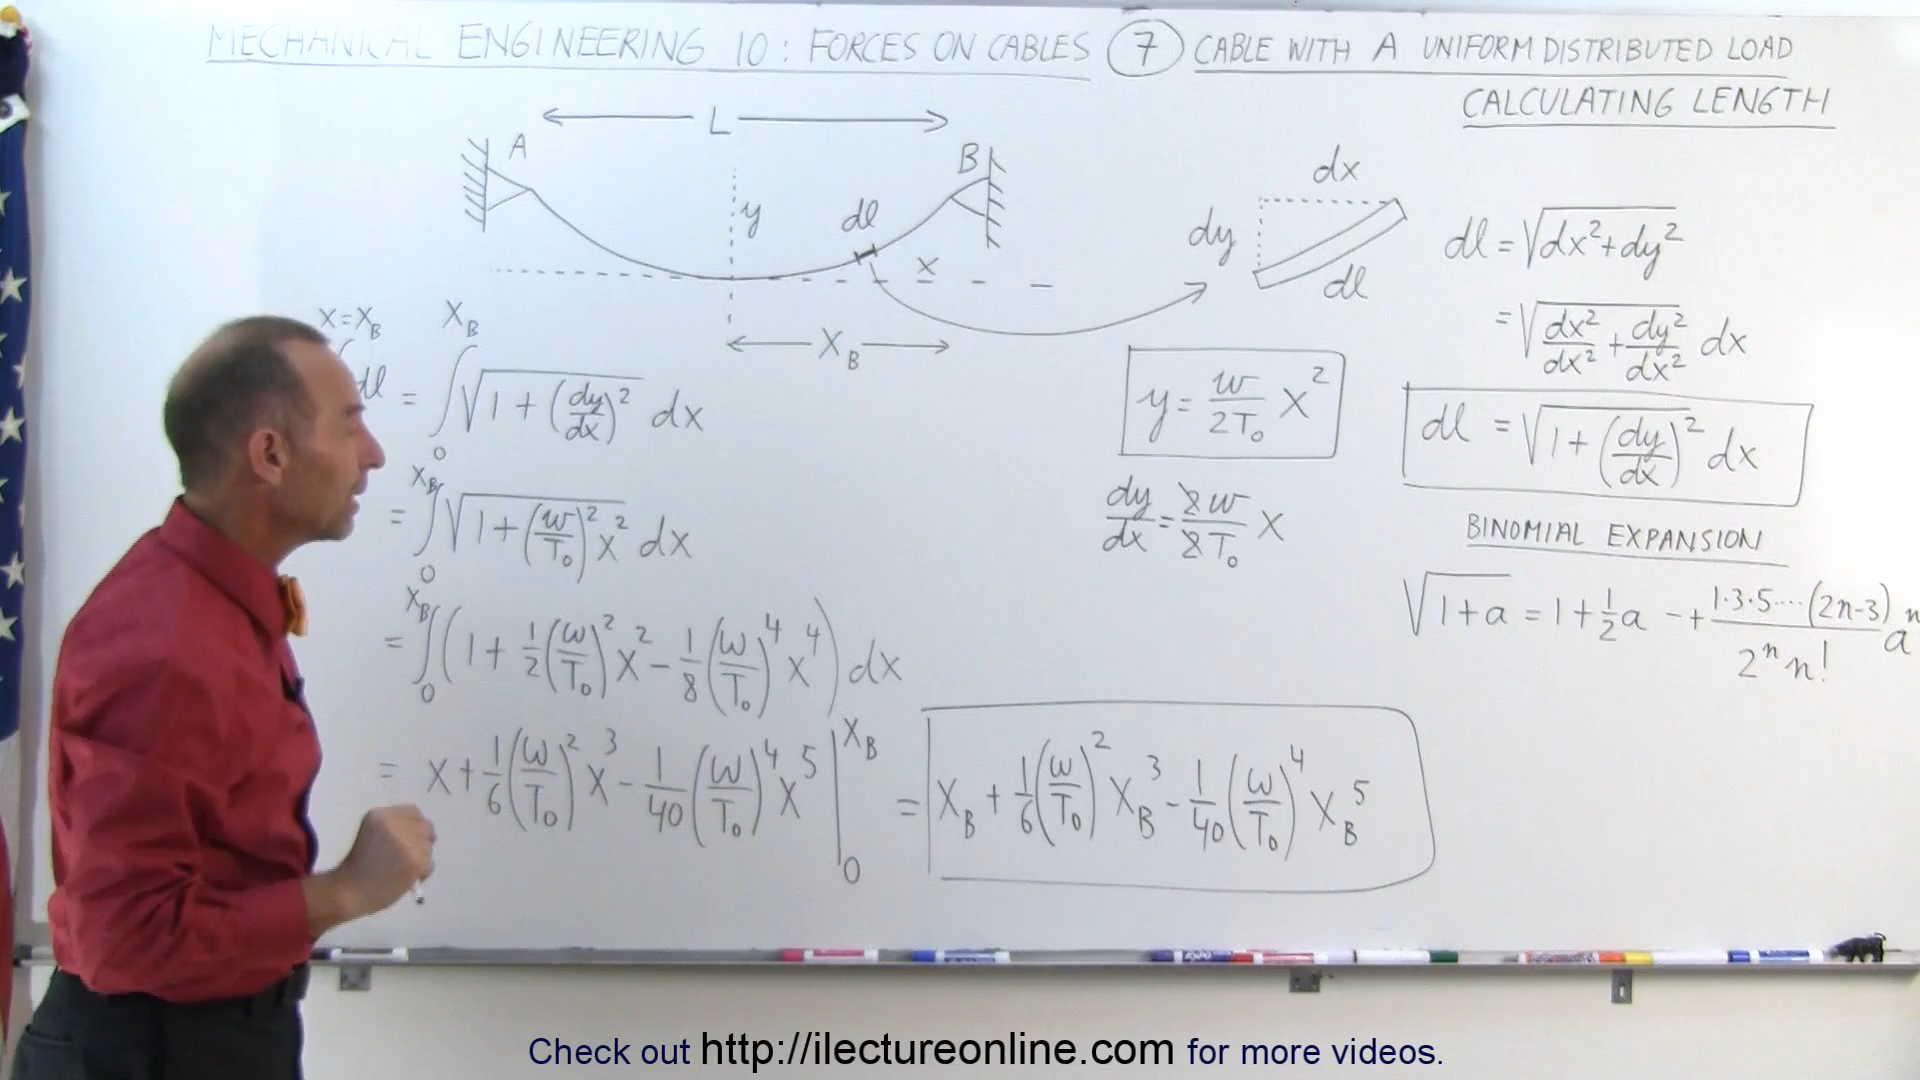 MECHANICAL ENGINEERING 10: FORCES ON CABLES (7) CABLE WITH A UNIFORM DISTRIBUTED LOAD
CALCULATING LENGTH
L
A
B
y
dl
x
X_B
dx
dy
dl
dl = √(dx² + dy²)
= √(dx²/dx² + dy²/dx²) dx
dl = √(1 + (dy/dx)²) dx
y = w/(2T₀) x²
dy/dx = 2w/(2T₀) x
BINOMIAL EXPANSION
√(1+a) = 1 + ½a - + (1·3·5····(2n-3))/(2ⁿ n!) aⁿ
x = x_B
∫ dl = ∫₀^{x_B} √(1 + (dy/dx)²) dx
= ∫₀^{x_B} √(1 + (w/T₀)² x²) dx
= ∫₀^{x_B} (1 + ½(w/T₀)² x² - ⅛(w/T₀)⁴ x⁴) dx
= x + 1/6 (w/T₀)² x³ - 1/40 (w/T₀)⁴ x⁵ |₀^{x_B} = x_B + 1/6 (w/T₀)² x_B³ - 1/40 (w/T₀)⁴ x_B⁵
Check out http://ilectureonline.com for more videos.